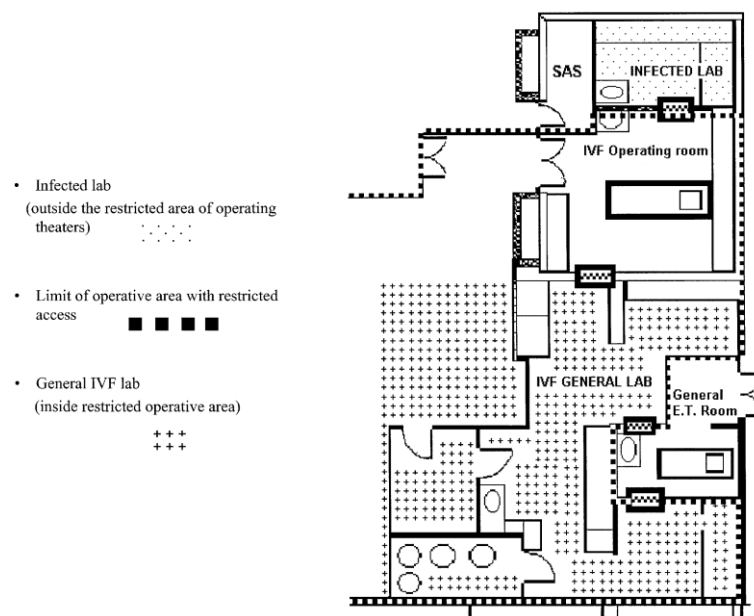 • Infected lab
(outside the restricted area of operating
theaters)
• Limit of operative area with restricted
access
• General IVF lab
(inside restricted operative area)
SAS
INFECTED LAB
IVF Operating room
IVF GENERAL LAB
General
E.T. Room